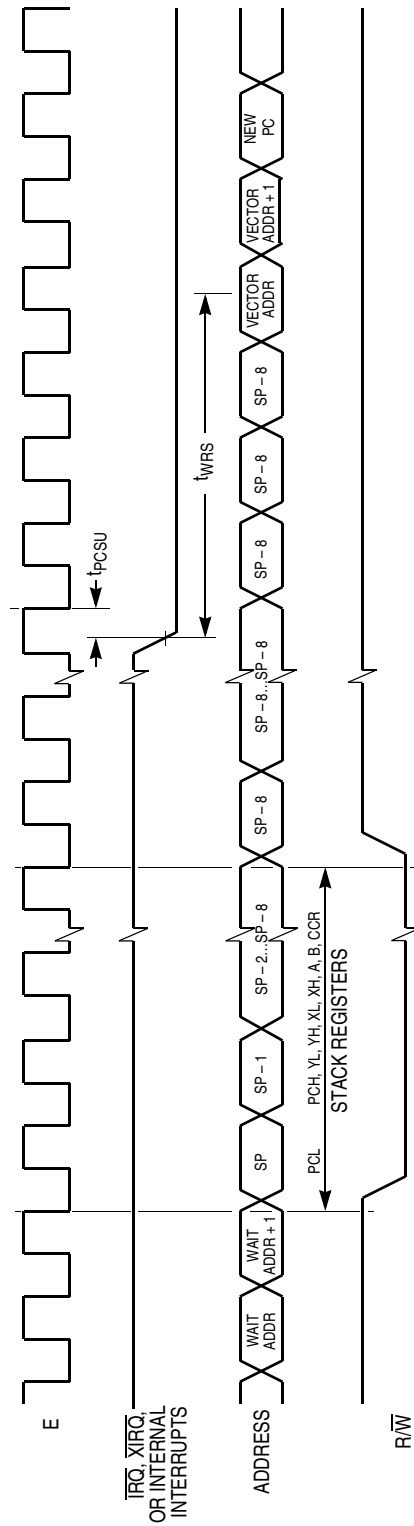 E
tPCSU
IRQ, XIRQ,
OR INTERNAL
INTERRUPTS
tWRS
ADDRESS
WAIT
ADDR
WAIT
ADDR + 1
SP
SP – 1
SP – 2...SP – 8
SP – 8
SP – 8...SP – 8
SP – 8
SP – 8
SP – 8
VECTOR
ADDR
VECTOR
ADDR + 1
NEW
PC
PCL
PCH, YL, YH, XL, XH, A, B, CCR
STACK REGISTERS
R/W